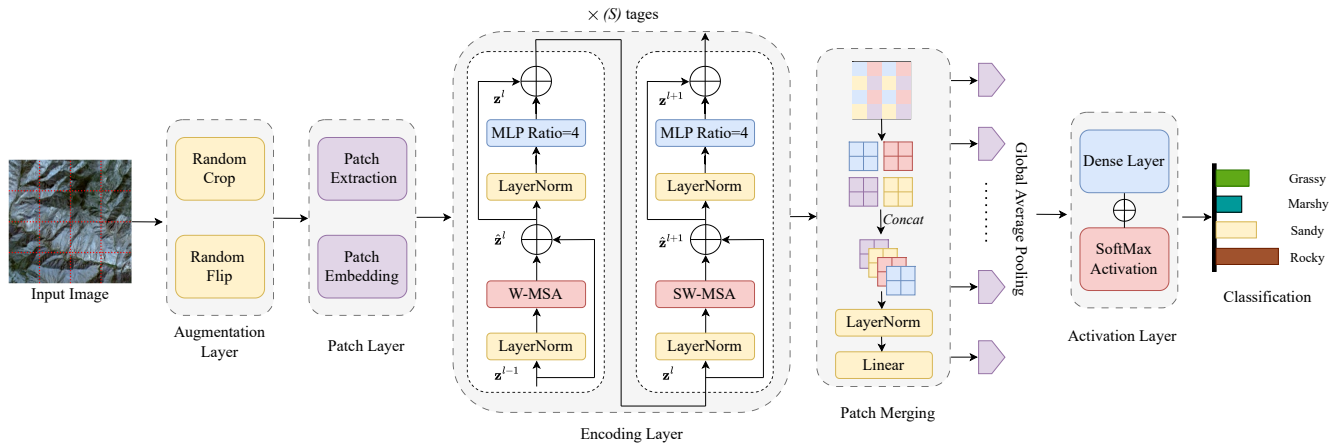 × (S) tages
Input Image
Random
Crop
Random
Flip
Augmentation
Layer
Patch
Extraction
Patch
Embedding
Patch Layer
z^l
MLP Ratio=4
LayerNorm
ẑ^l
W-MSA
LayerNorm
z^{l−1}
z^{l+1}
MLP Ratio=4
LayerNorm
ẑ^{l+1}
SW-MSA
LayerNorm
z^l
Encoding Layer
Concat
LayerNorm
Linear
Patch Merging
Global Average Pooling
Dense Layer
SoftMax
Activation
Activation Layer
Grassy
Marshy
Sandy
Rocky
Classification